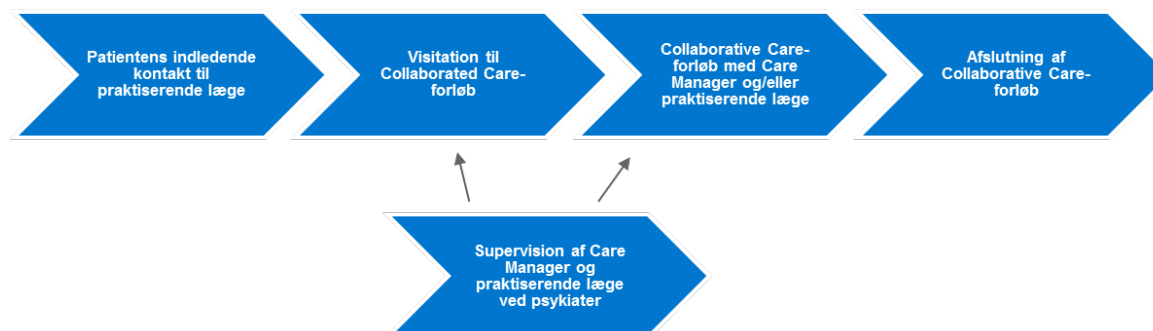 Patientens indledende
kontakt til
praktiserende læge
Visitation til
Collaborated Care-
forløb
Collaborative Care-
forløb med Care
Manager og/eller
praktiserende læge
Afslutning af
Collaborative Care-
forløb
Supervision af Care
Manager og
praktiserende læge
ved psykiater